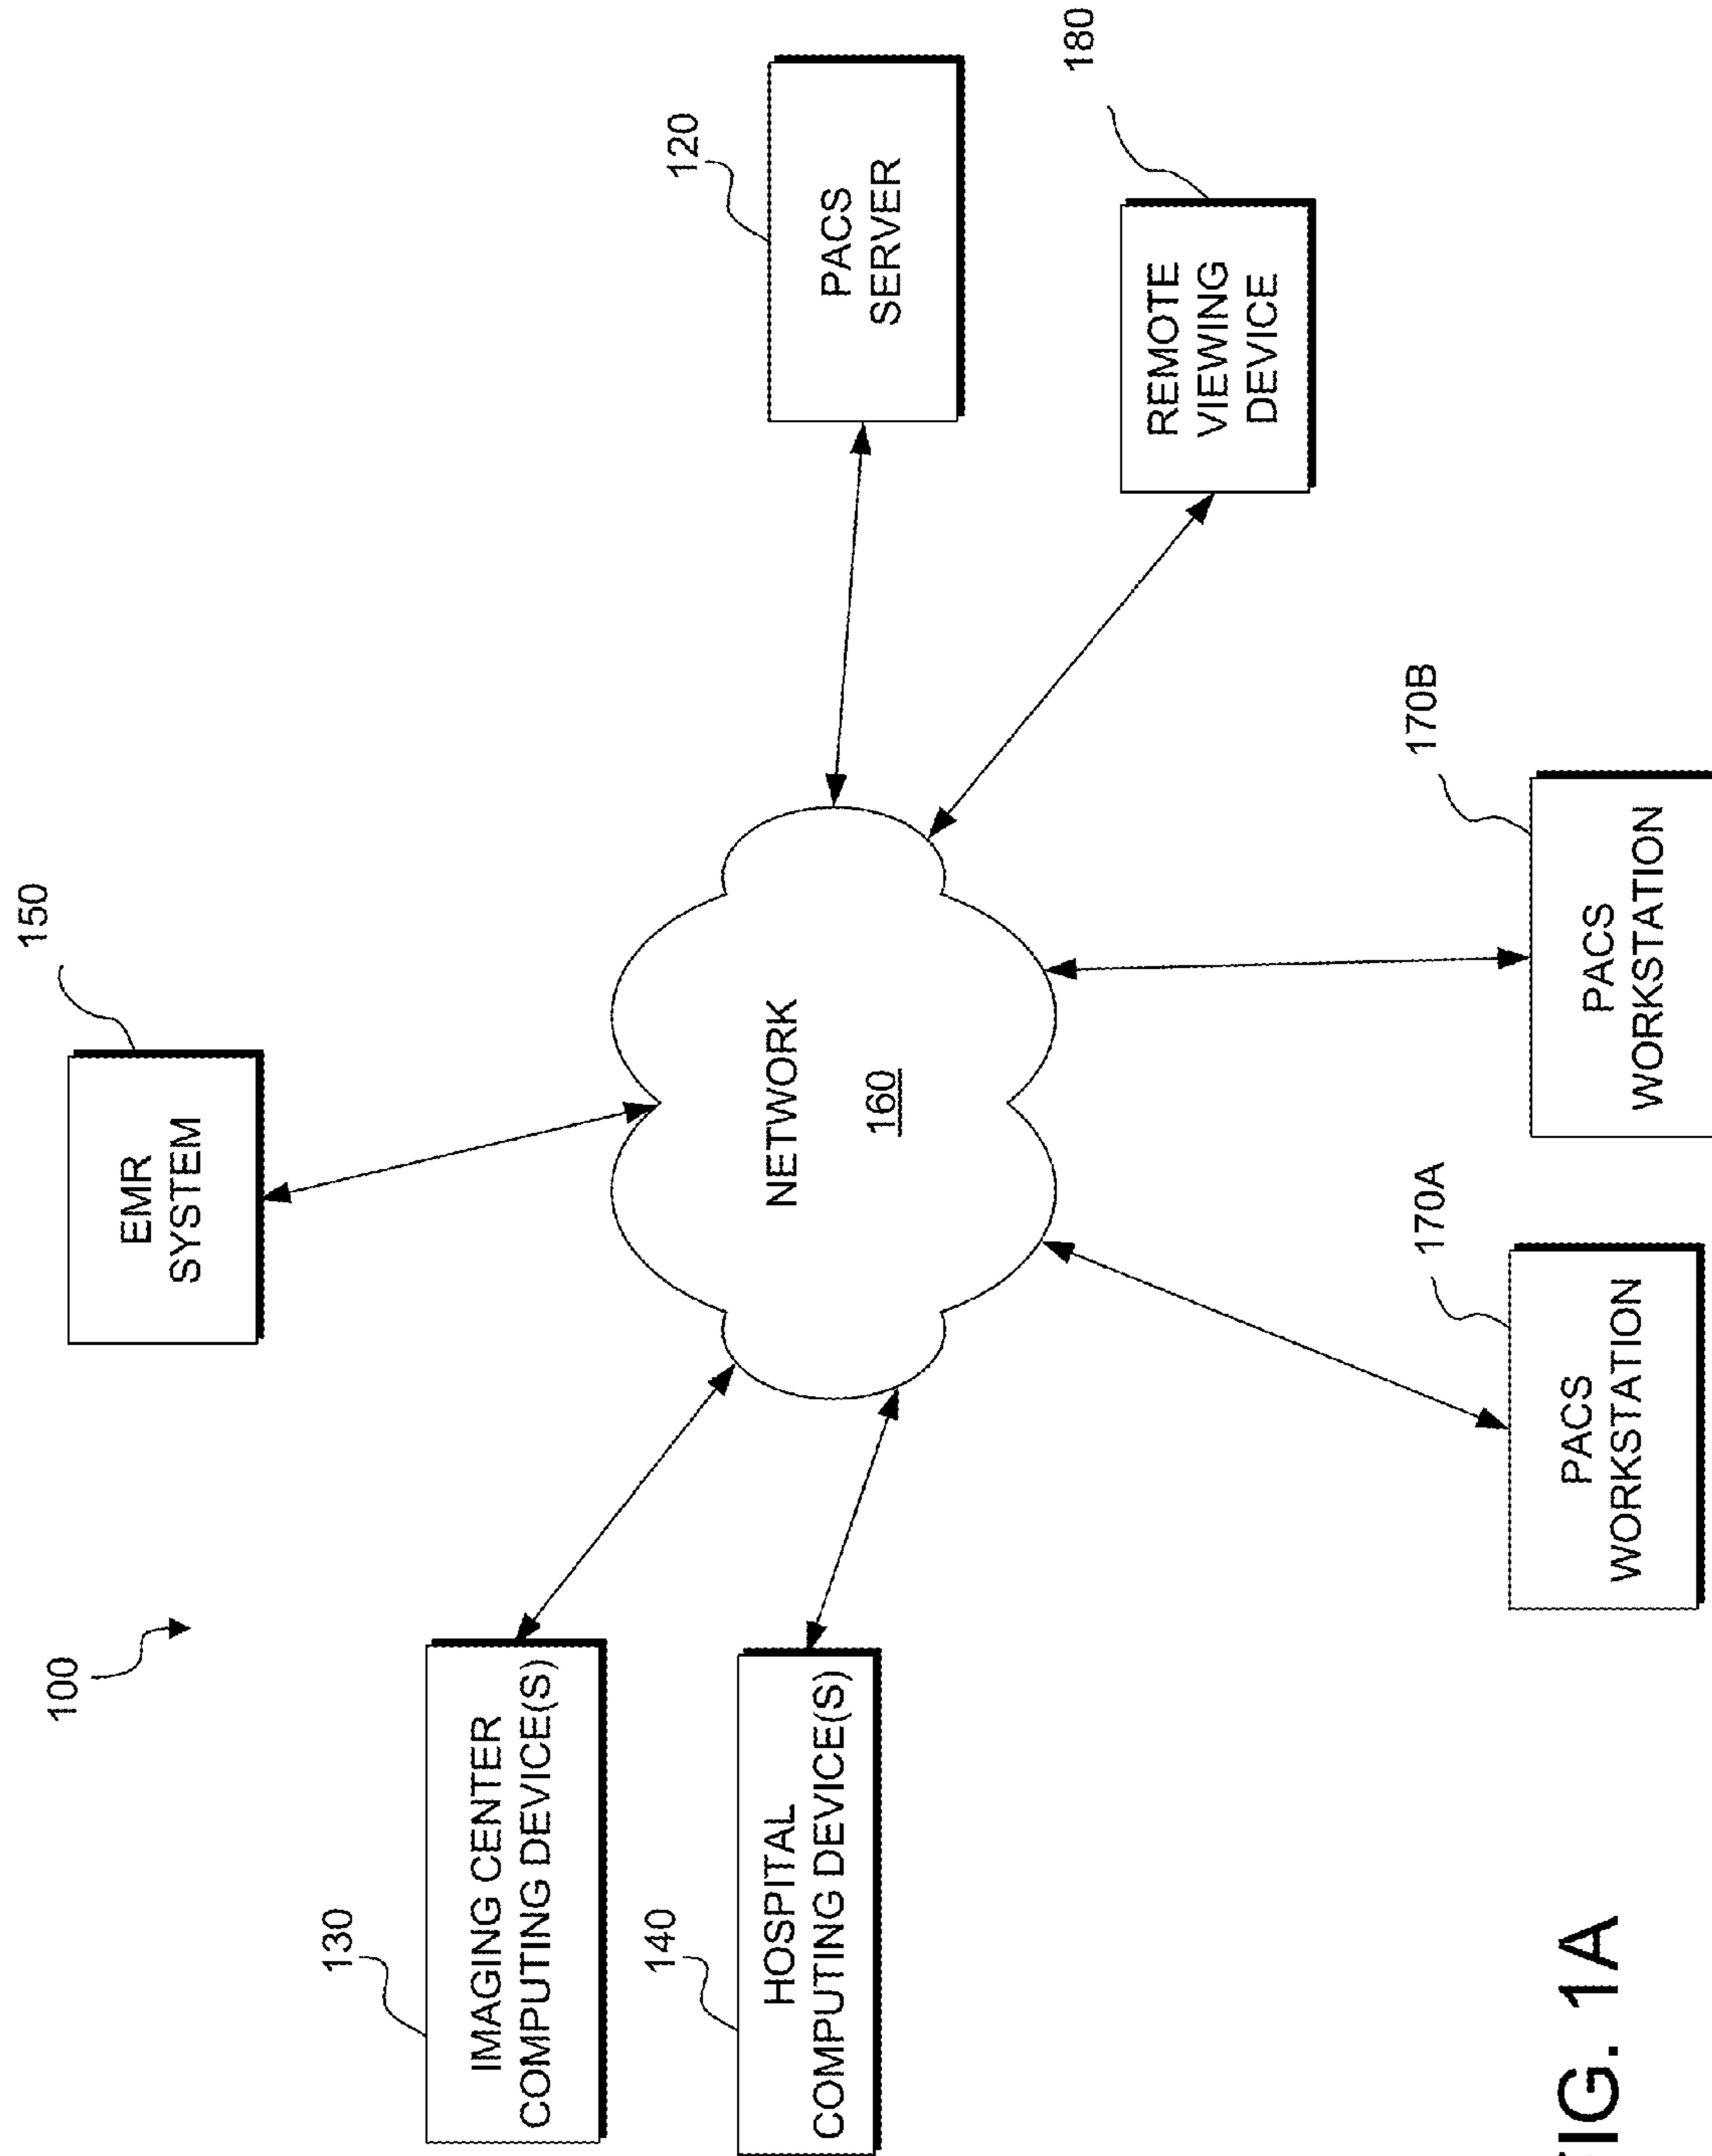 100
150
EMR
SYSTEM
130
IMAGING CENTER
COMPUTING DEVICE(S)
120
PACS
SERVER
140
HOSPITAL
COMPUTING DEVICE(S)
NETWORK
160
180
REMOTE
VIEWING
DEVICE
170A
PACS
WORKSTATION
170B
PACS
WORKSTATION
FIG. 1A